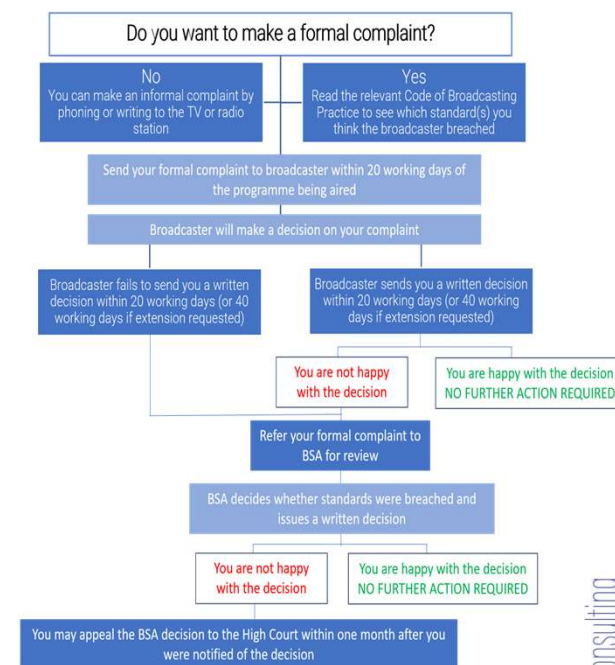 Do you want to make a formal complaint?
No
You can make an informal complaint by
phoning or writing to the TV or radio
station
Yes
Read the relevant Code of Broadcasting
Practice to see which standard(s) you
think the broadcaster breached
Send your formal complaint to broadcaster within 20 working days of
the programme being aired
Broadcaster will make a decision on your complaint
Broadcaster fails to send you a written
decision within 20 working days (or 40
working days if extension requested)
Broadcaster sends you a written decision
within 20 working days (or 40 working
days if extension requested)
You are not happy
with the decision
You are happy with the decision
NO FURTHER ACTION REQUIRED
Refer your formal complaint to
BSA for review
BSA decides whether standards were breached and
issues a written decision
You are not happy
with the decision
You are happy with the decision
NO FURTHER ACTION REQUIRED
You may appeal the BSA decision to the High Court within one month after you
were notified of the decision